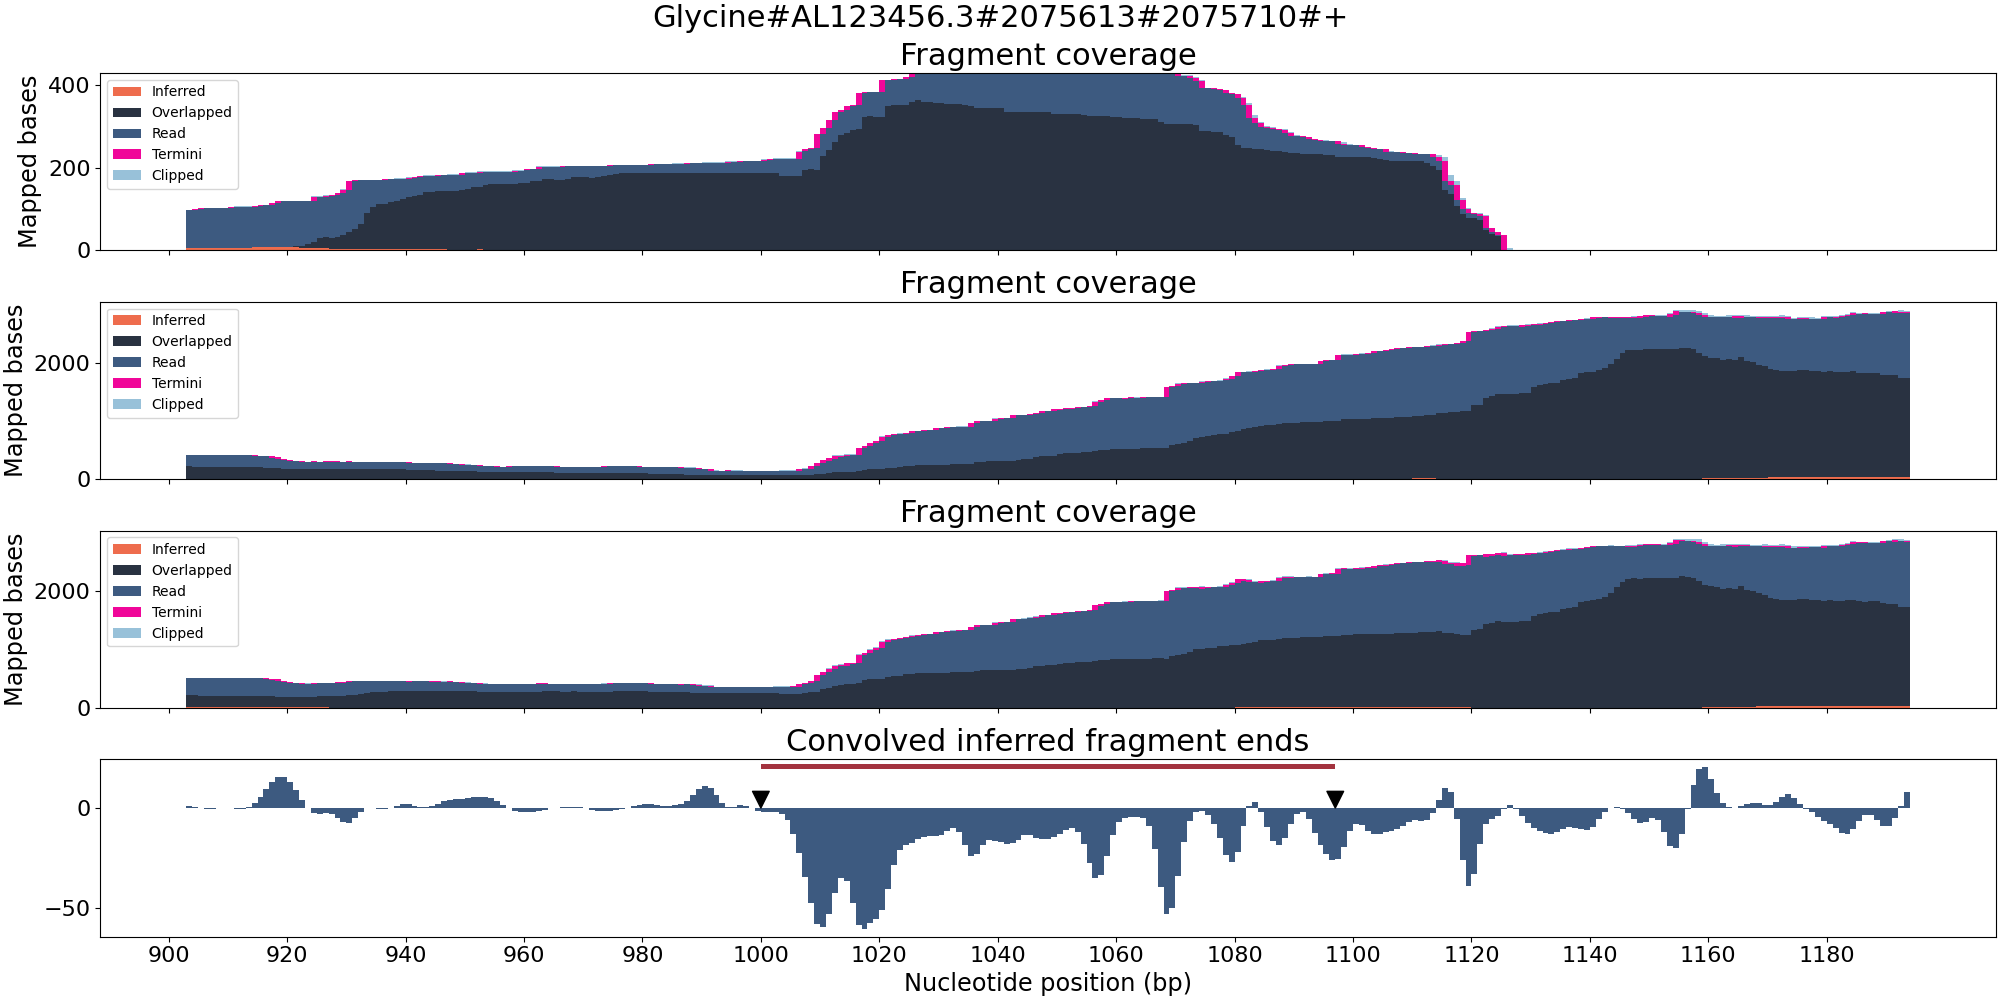 Glycine#AL123456.3#2075613#2075710#+
Fragment coverage
Mapped bases
400
200
0
Inferred
Overlapped
Read
Termini
Clipped
Fragment coverage
Mapped bases
2000
0
Inferred
Overlapped
Read
Termini
Clipped
Fragment coverage
Mapped bases
2000
0
Inferred
Overlapped
Read
Termini
Clipped
Convolved inferred fragment ends
0
−50
900 920 940 960 980 1000 1020 1040 1060 1080 1100 1120 1140 1160 1180
Nucleotide position (bp)